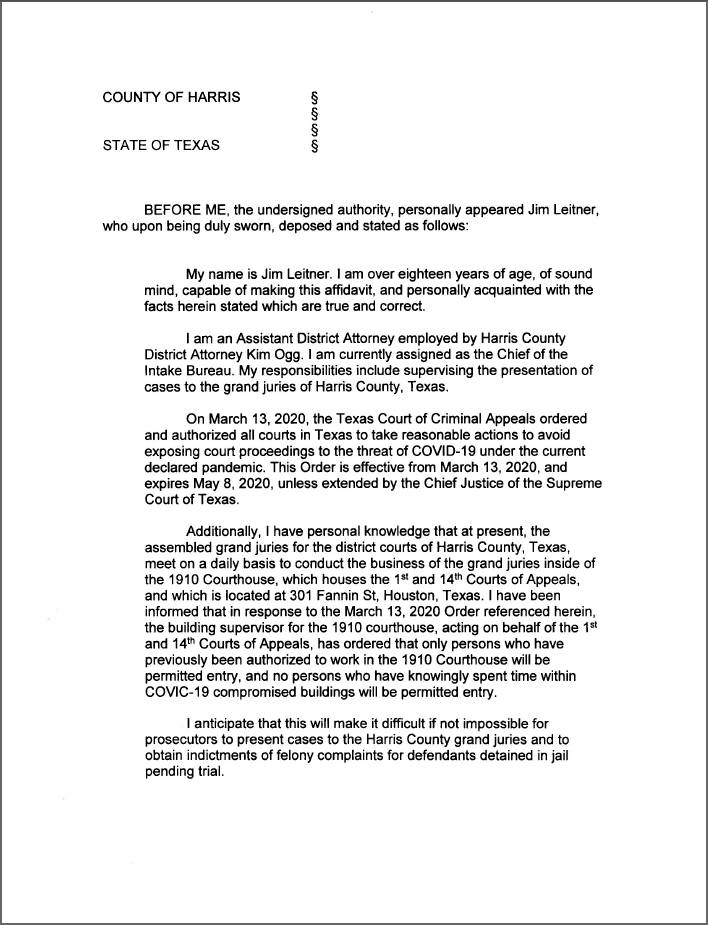 COUNTY OF HARRIS §
§
§
STATE OF TEXAS §
BEFORE ME, the undersigned authority, personally appeared Jim Leitner,
who upon being duly sworn, deposed and stated as follows:
My name is Jim Leitner. I am over eighteen years of age, of sound
mind, capable of making this affidavit, and personally acquainted with the
facts herein stated which are true and correct.
I am an Assistant District Attorney employed by Harris County
District Attorney Kim Ogg. I am currently assigned as the Chief of the
Intake Bureau. My responsibilities include supervising the presentation of
cases to the grand juries of Harris County, Texas.
On March 13, 2020, the Texas Court of Criminal Appeals ordered
and authorized all courts in Texas to take reasonable actions to avoid
exposing court proceedings to the threat of COVID-19 under the current
declared pandemic. This Order is effective from March 13, 2020, and
expires May 8, 2020, unless extended by the Chief Justice of the Supreme
Court of Texas.
Additionally, I have personal knowledge that at present, the
assembled grand juries for the district courts of Harris County, Texas,
meet on a daily basis to conduct the business of the grand juries inside of
the 1910 Courthouse, which houses the 1st and 14th Courts of Appeals,
and which is located at 301 Fannin St, Houston, Texas. I have been
informed that in response to the March 13, 2020 Order referenced herein,
the building supervisor for the 1910 courthouse, acting on behalf of the 1st
and 14th Courts of Appeals, has ordered that only persons who have
previously been authorized to work in the 1910 Courthouse will be
permitted entry, and no persons who have knowingly spent time within
COVIC-19 compromised buildings will be permitted entry.
I anticipate that this will make it difficult if not impossible for
prosecutors to present cases to the Harris County grand juries and to
obtain indictments of felony complaints for defendants detained in jail
pending trial.